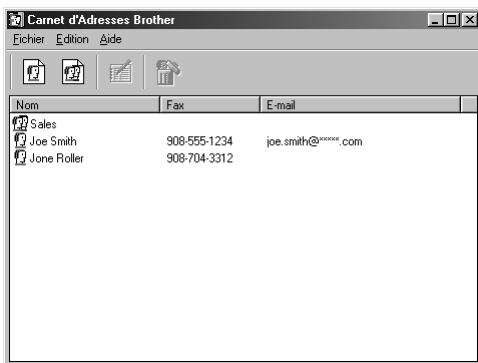 Carnet d'Adresses Brother
Fichier Edition Aide
Nom Fax E-mail
Sales
Joe Smith 908-555-1234 joe.smith@*****.com
Jone Roller 908-704-3312